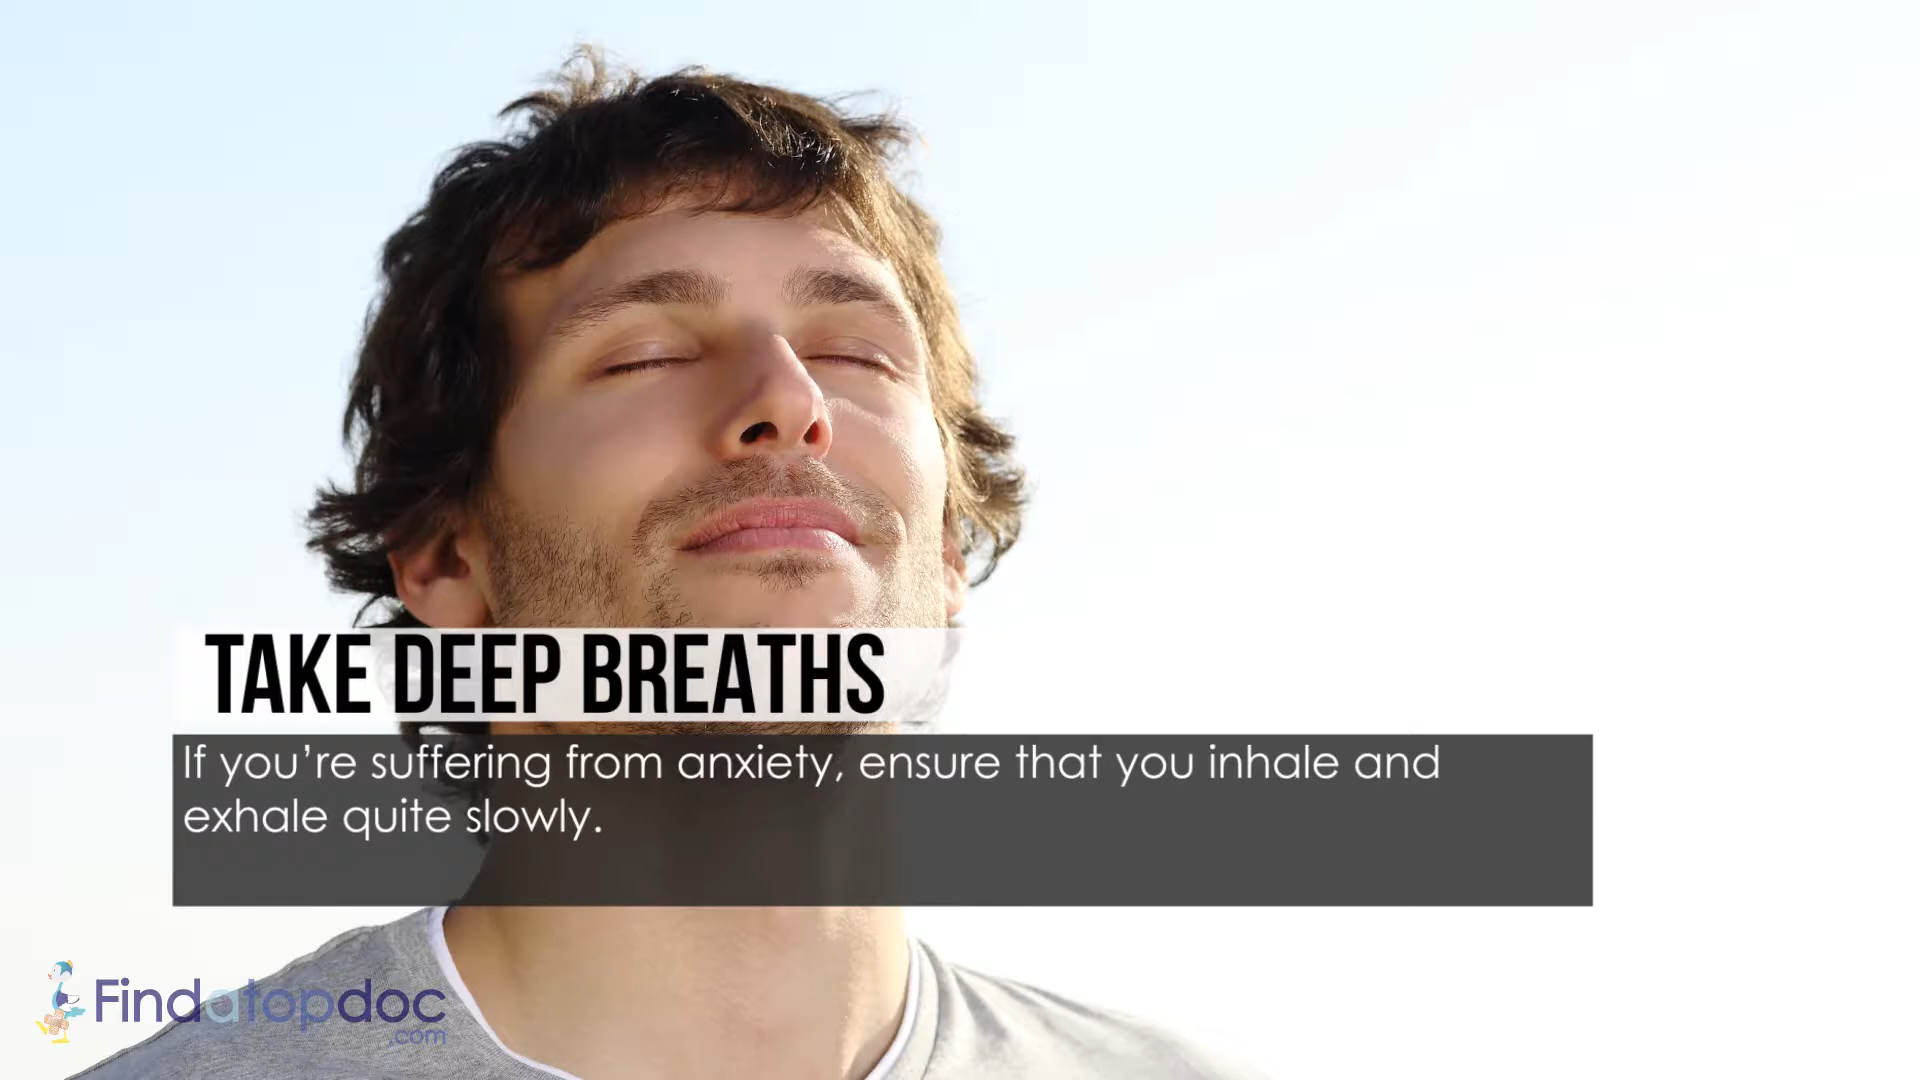 TAKE DEEP BREATHS
If you’re suffering from anxiety, ensure that you inhale and
exhale quite slowly.
Findatopdoc
.com